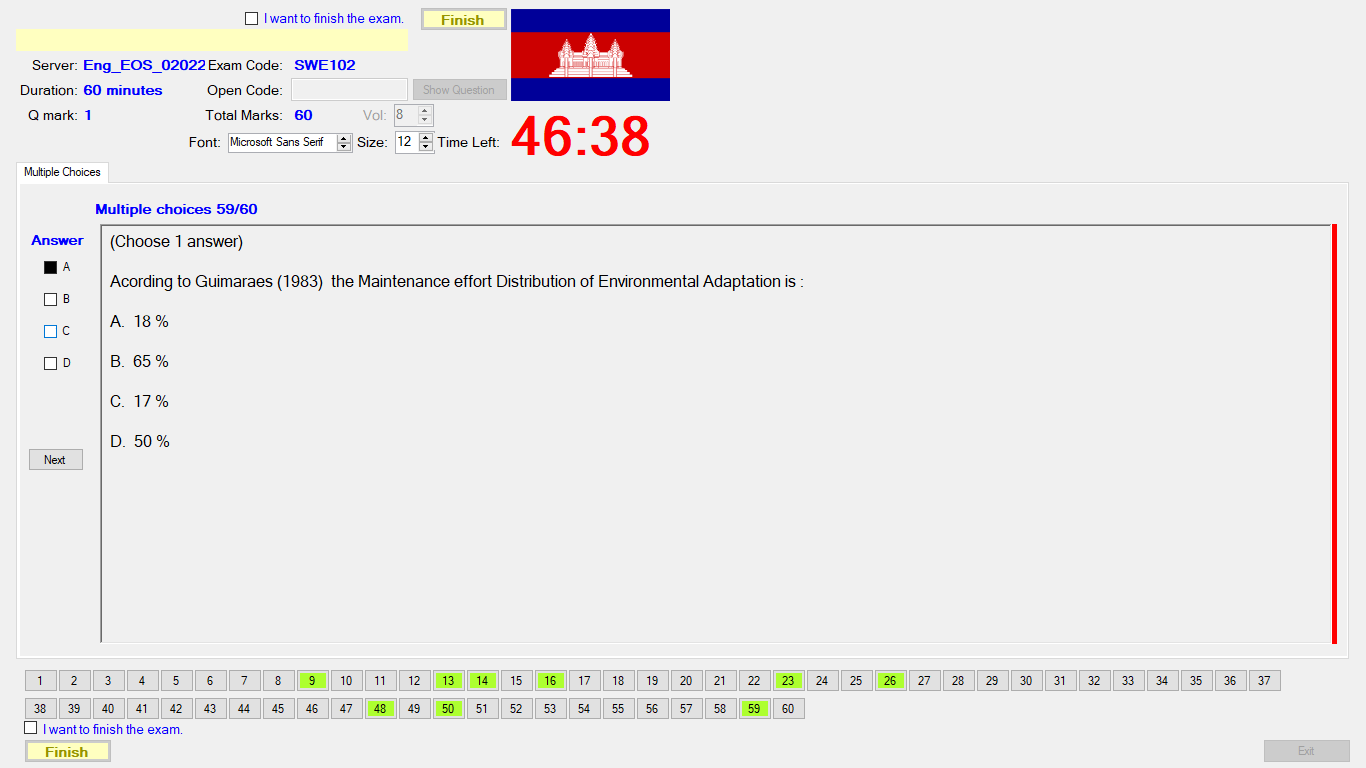 I want to finish the exam. Finish
Server: Eng_EOS_02022 Exam Code: SWE102
Duration: 60 minutes Open Code: Show Question
Q mark: 1 Total Marks: 60 Vol: 8
Font: Microsoft Sans Serif Size: 12 Time Left: 46:38
Multiple Choices
Multiple choices 59/60
Answer
A
B
C
D
Next
(Choose 1 answer)
Acording to Guimaraes (1983) the Maintenance effort Distribution of Environmental Adaptation is :
A. 18 %
B. 65 %
C. 17 %
D. 50 %
1 2 3 4 5 6 7 8 9 10 11 12 13 14 15 16 17 18 19 20 21 22 23 24 25 26 27 28 29 30 31 32 33 34 35 36 37
38 39 40 41 42 43 44 45 46 47 48 49 50 51 52 53 54 55 56 57 58 59 60
I want to finish the exam.
Finish Exit